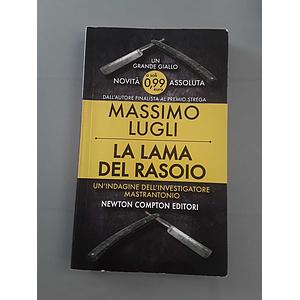 UN
GRANDE GIALLO
NOVITÀ a soli 0,99 ASSOLUTA
DALL'AUTORE FINALISTA AL PREMIO STREGA
MASSIMO
LUGLI
LA LAMA
DEL RASOIO
UN'INDAGINE DELL'INVESTIGATORE
MASTRANTONIO
NEWTON COMPTON EDITORI